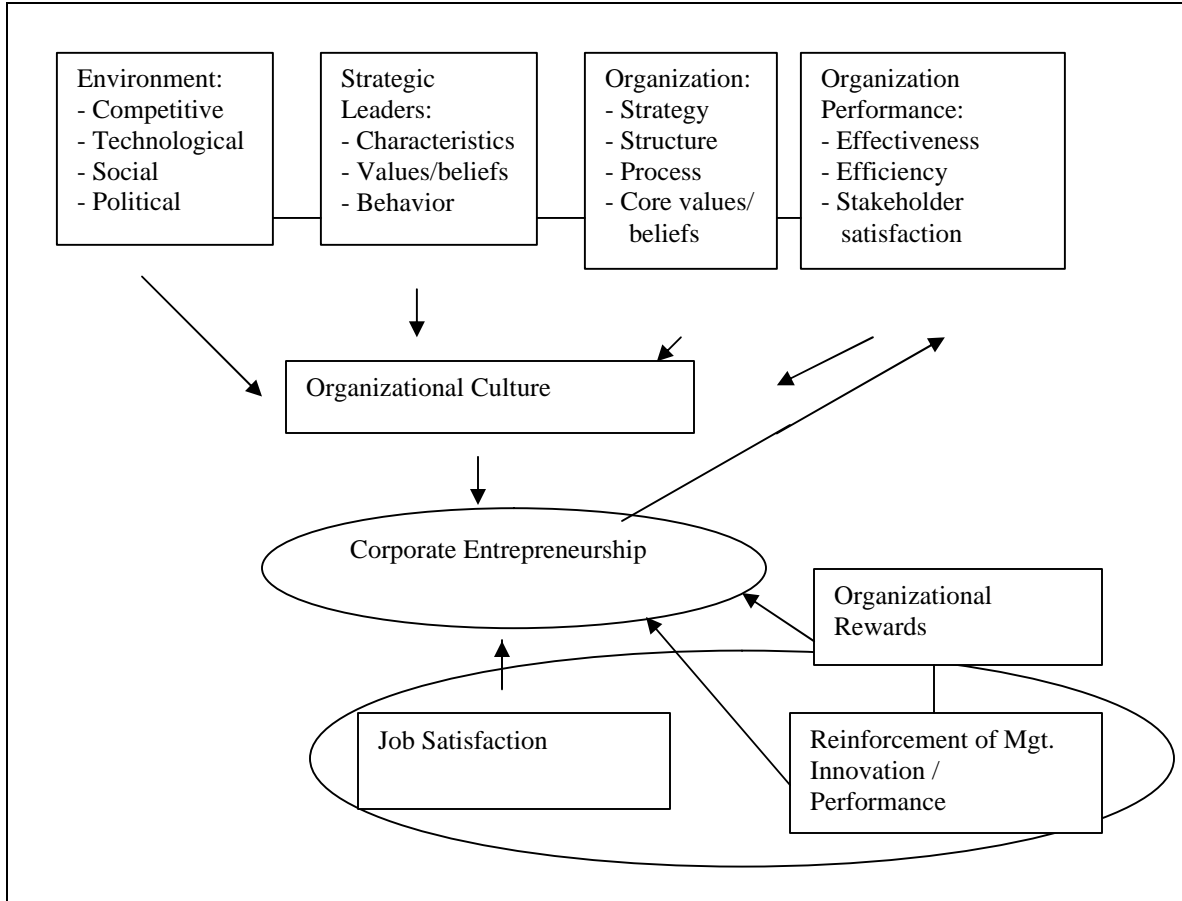 Environment:
- Competitive
- Technological
- Social
- Political
Strategic
Leaders:
- Characteristics
- Values/beliefs
- Behavior
Organization:
- Strategy
- Structure
- Process
- Core values/
beliefs
Organization
Performance:
- Effectiveness
- Efficiency
- Stakeholder
satisfaction
Organizational Culture
Corporate Entrepreneurship
Organizational
Rewards
Job Satisfaction
Reinforcement of Mgt.
Innovation /
Performance